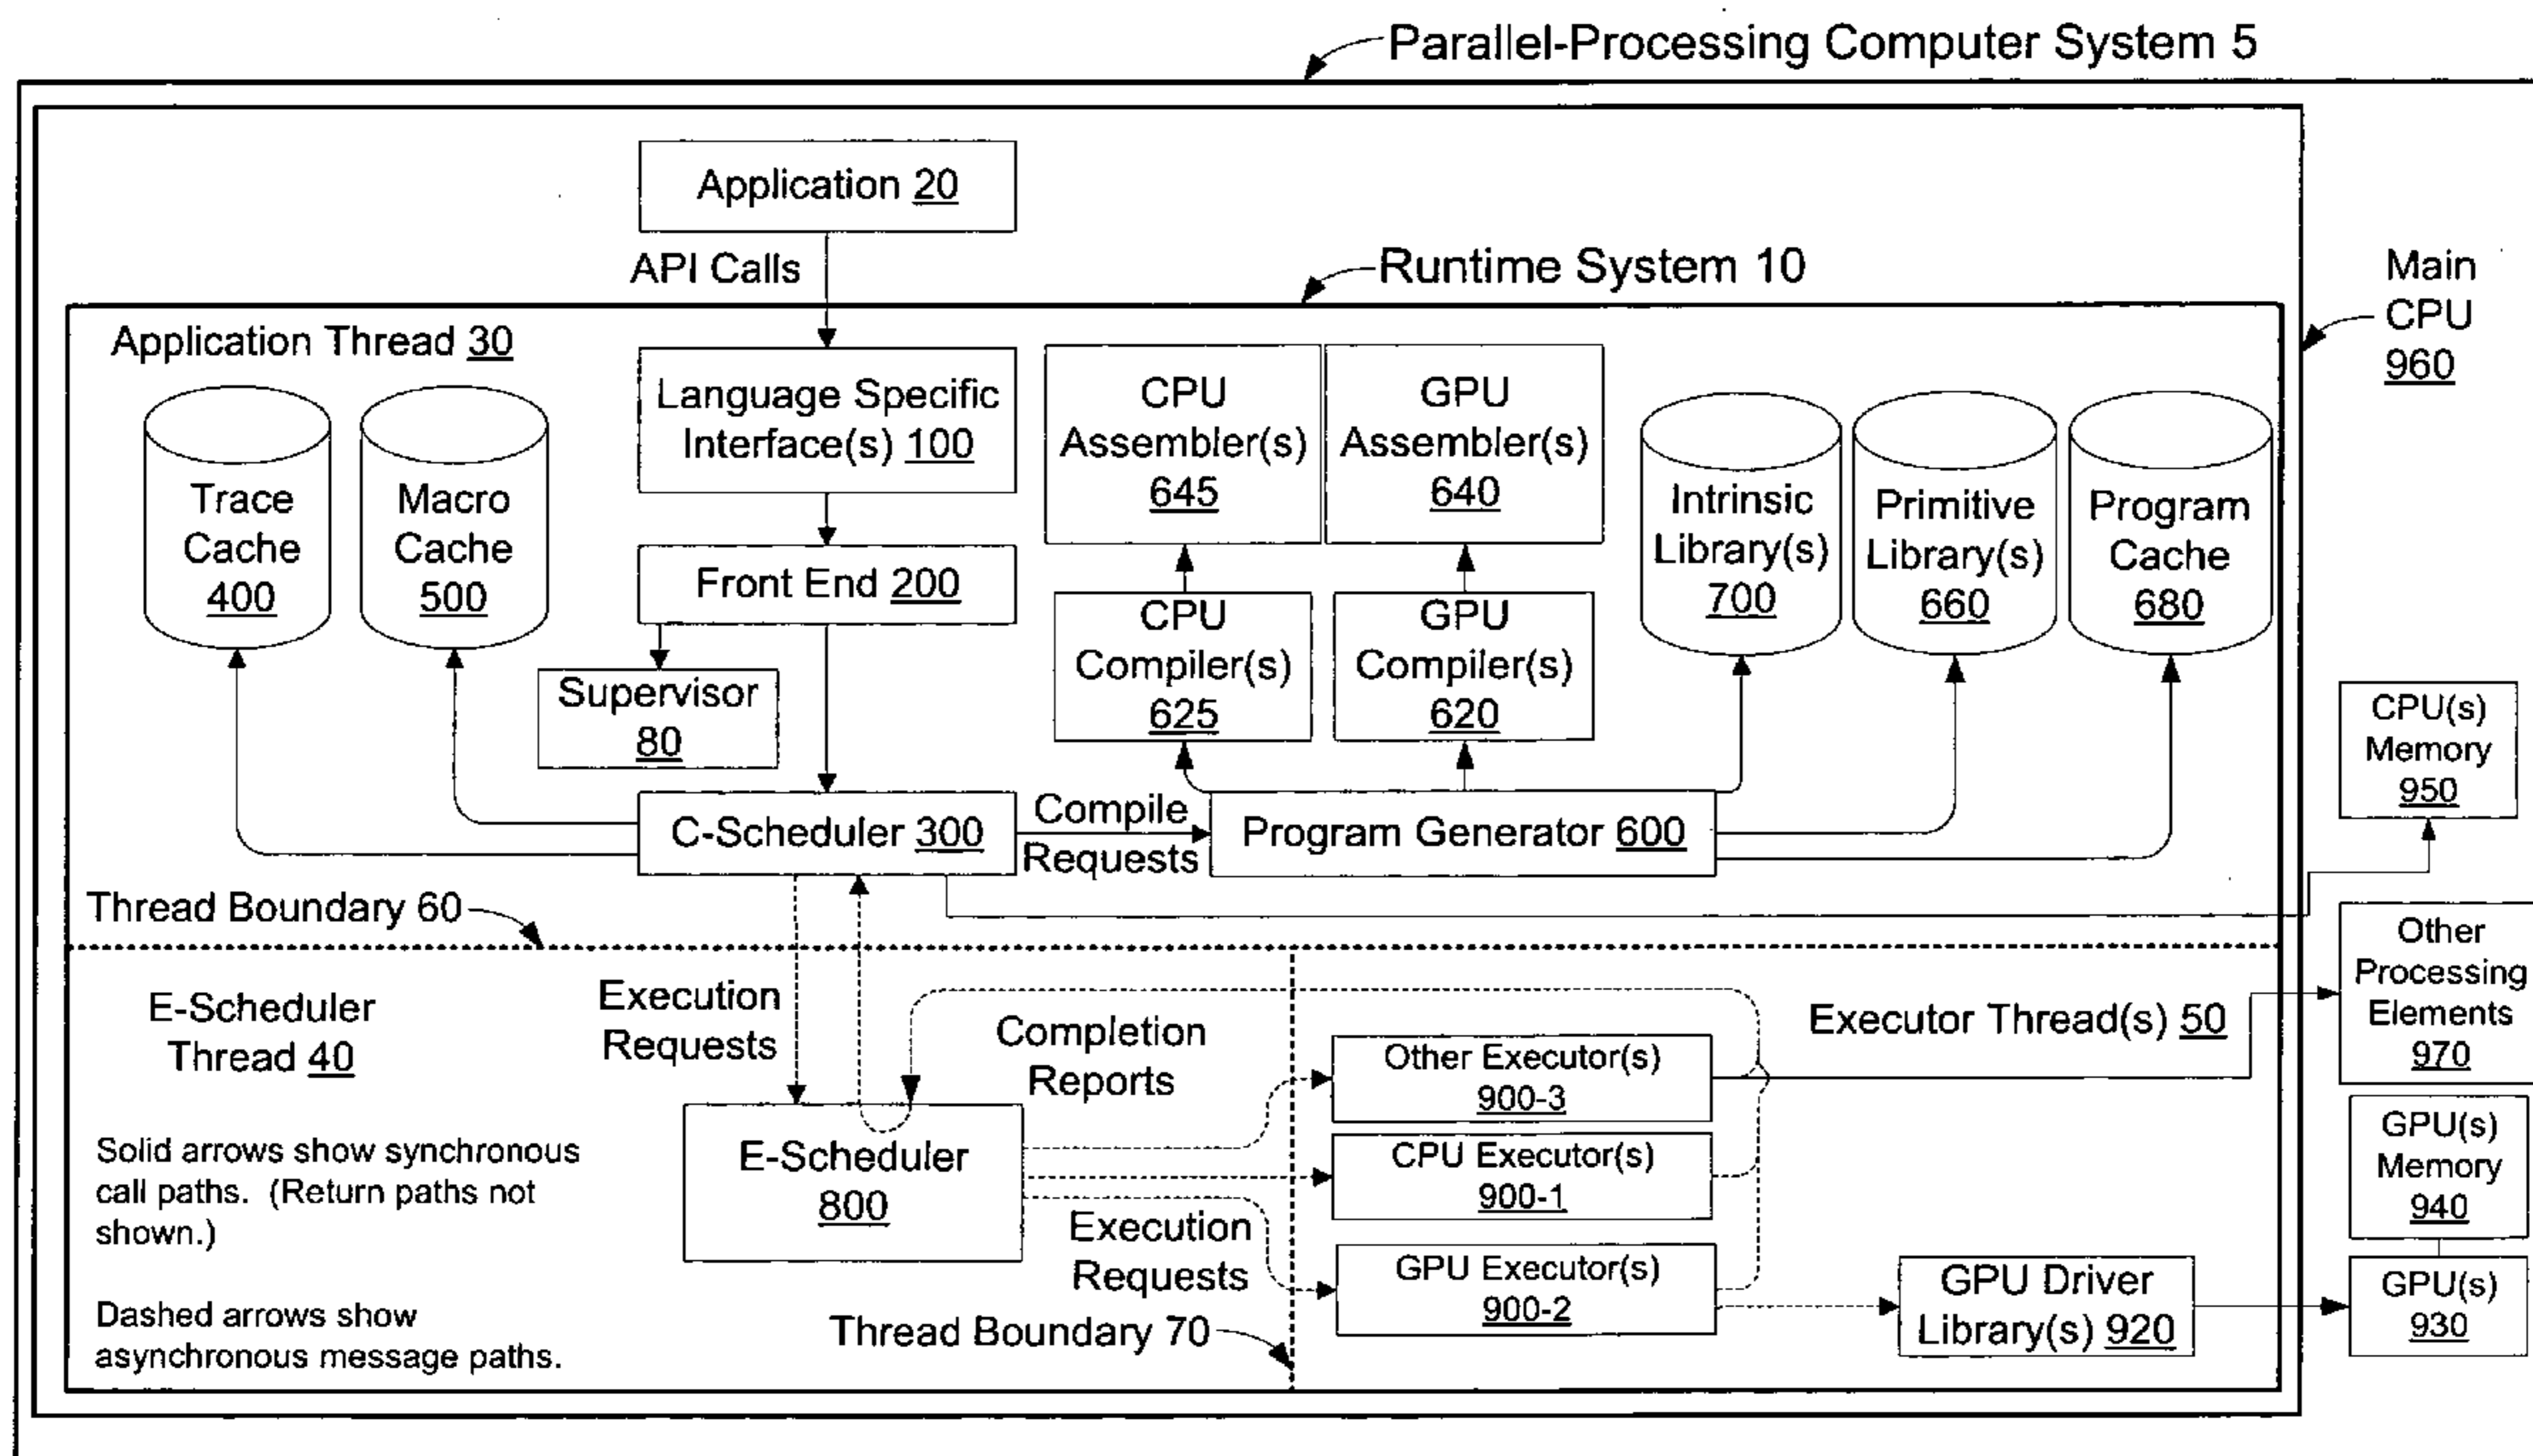 Parallel-Processing Computer System 5
Application 20
API Calls
Runtime System 10
Main
CPU
960
Application Thread 30
Trace
Cache
400
Macro
Cache
500
Language Specific
Interface(s) 100
Front End 200
Supervisor
80
CPU
Assembler(s)
645
GPU
Assembler(s)
640
CPU
Compiler(s)
625
GPU
Compiler(s)
620
Intrinsic
Library(s)
700
Primitive
Library(s)
660
Program
Cache
680
C-Scheduler 300
Compile
Requests
Program Generator 600
CPU(s)
Memory
950
Thread Boundary 60
Other
Processing
Elements
970
E-Scheduler
Thread 40
Execution
Requests
Completion
Reports
Executor Thread(s) 50
Other Executor(s)
900-3
CPU Executor(s)
900-1
GPU Executor(s)
900-2
E-Scheduler
800
Execution
Requests
GPU(s)
Memory
940
GPU Driver
Library(s) 920
GPU(s)
930
Solid arrows show synchronous
call paths.  (Return paths not
shown.)
Dashed arrows show
asynchronous message paths.
Thread Boundary 70